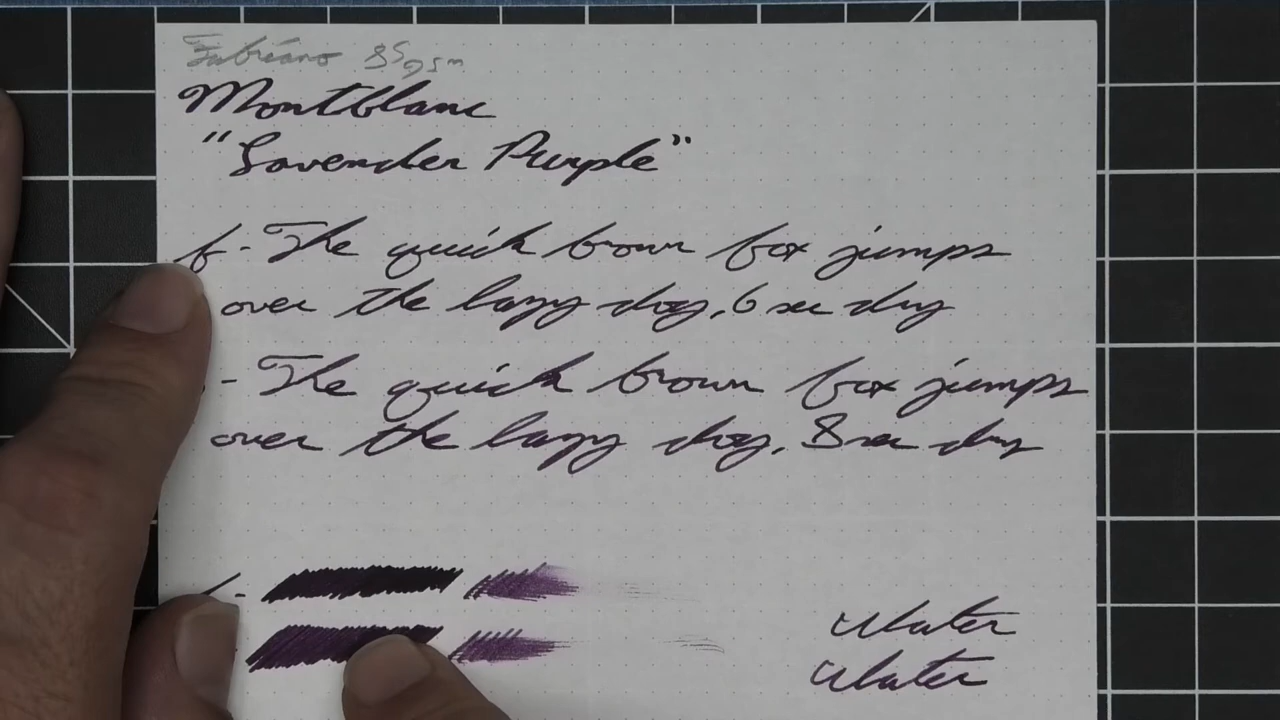 Fabriano 85gsm
Montblanc
"Lavender Purple"
f - The quick brown fox jumps
over the lazy dog, 6 sec dry
- The quick brown fox jumps
over the lazy dog, 8 sec dry
Water
Water